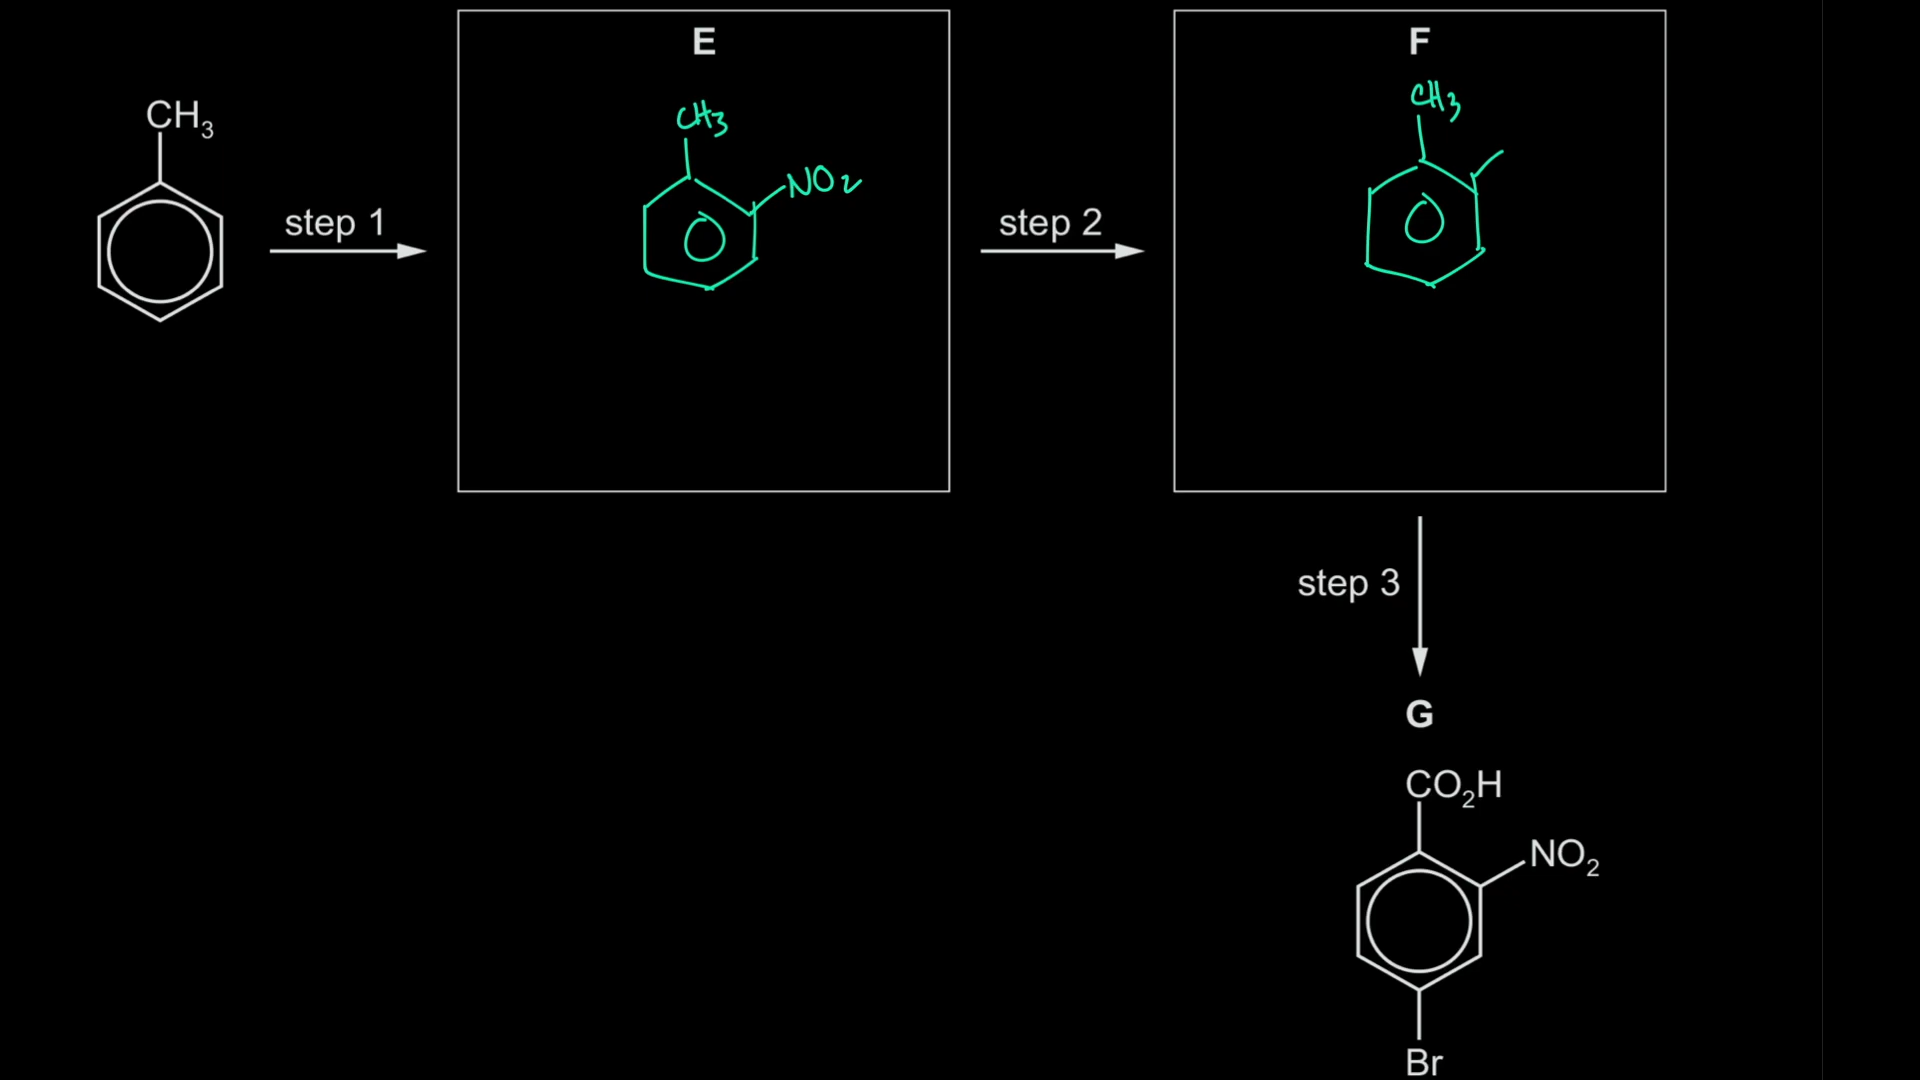 E
F
CH3
CH3
CH3
NO2
step 1
step 2
step 3
G
CO2H
NO2
Br